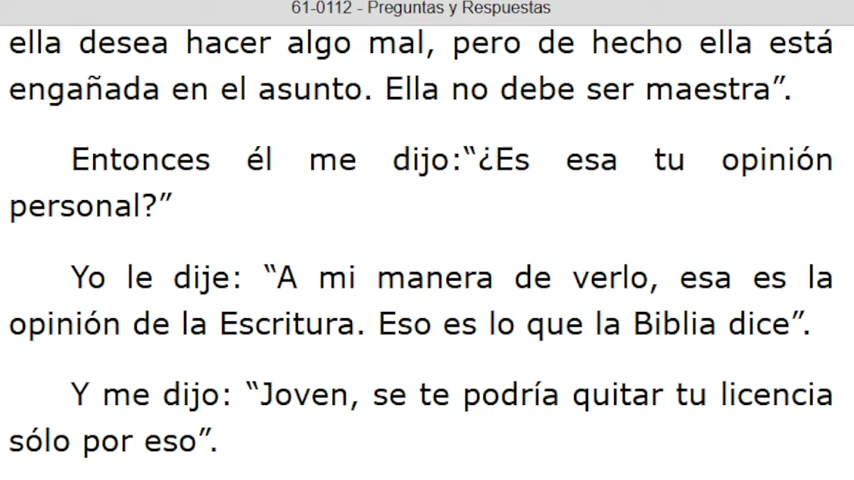 61-0112 - Preguntas y Respuestas
ella desea hacer algo mal, pero de hecho ella está
engañada en el asunto. Ella no debe ser maestra”.
Entonces él me dijo:“¿Es esa tu opinión
personal?”
Yo le dije: “A mi manera de verlo, esa es la
opinión de la Escritura. Eso es lo que la Biblia dice”.
Y me dijo: “Joven, se te podría quitar tu licencia
sólo por eso”.